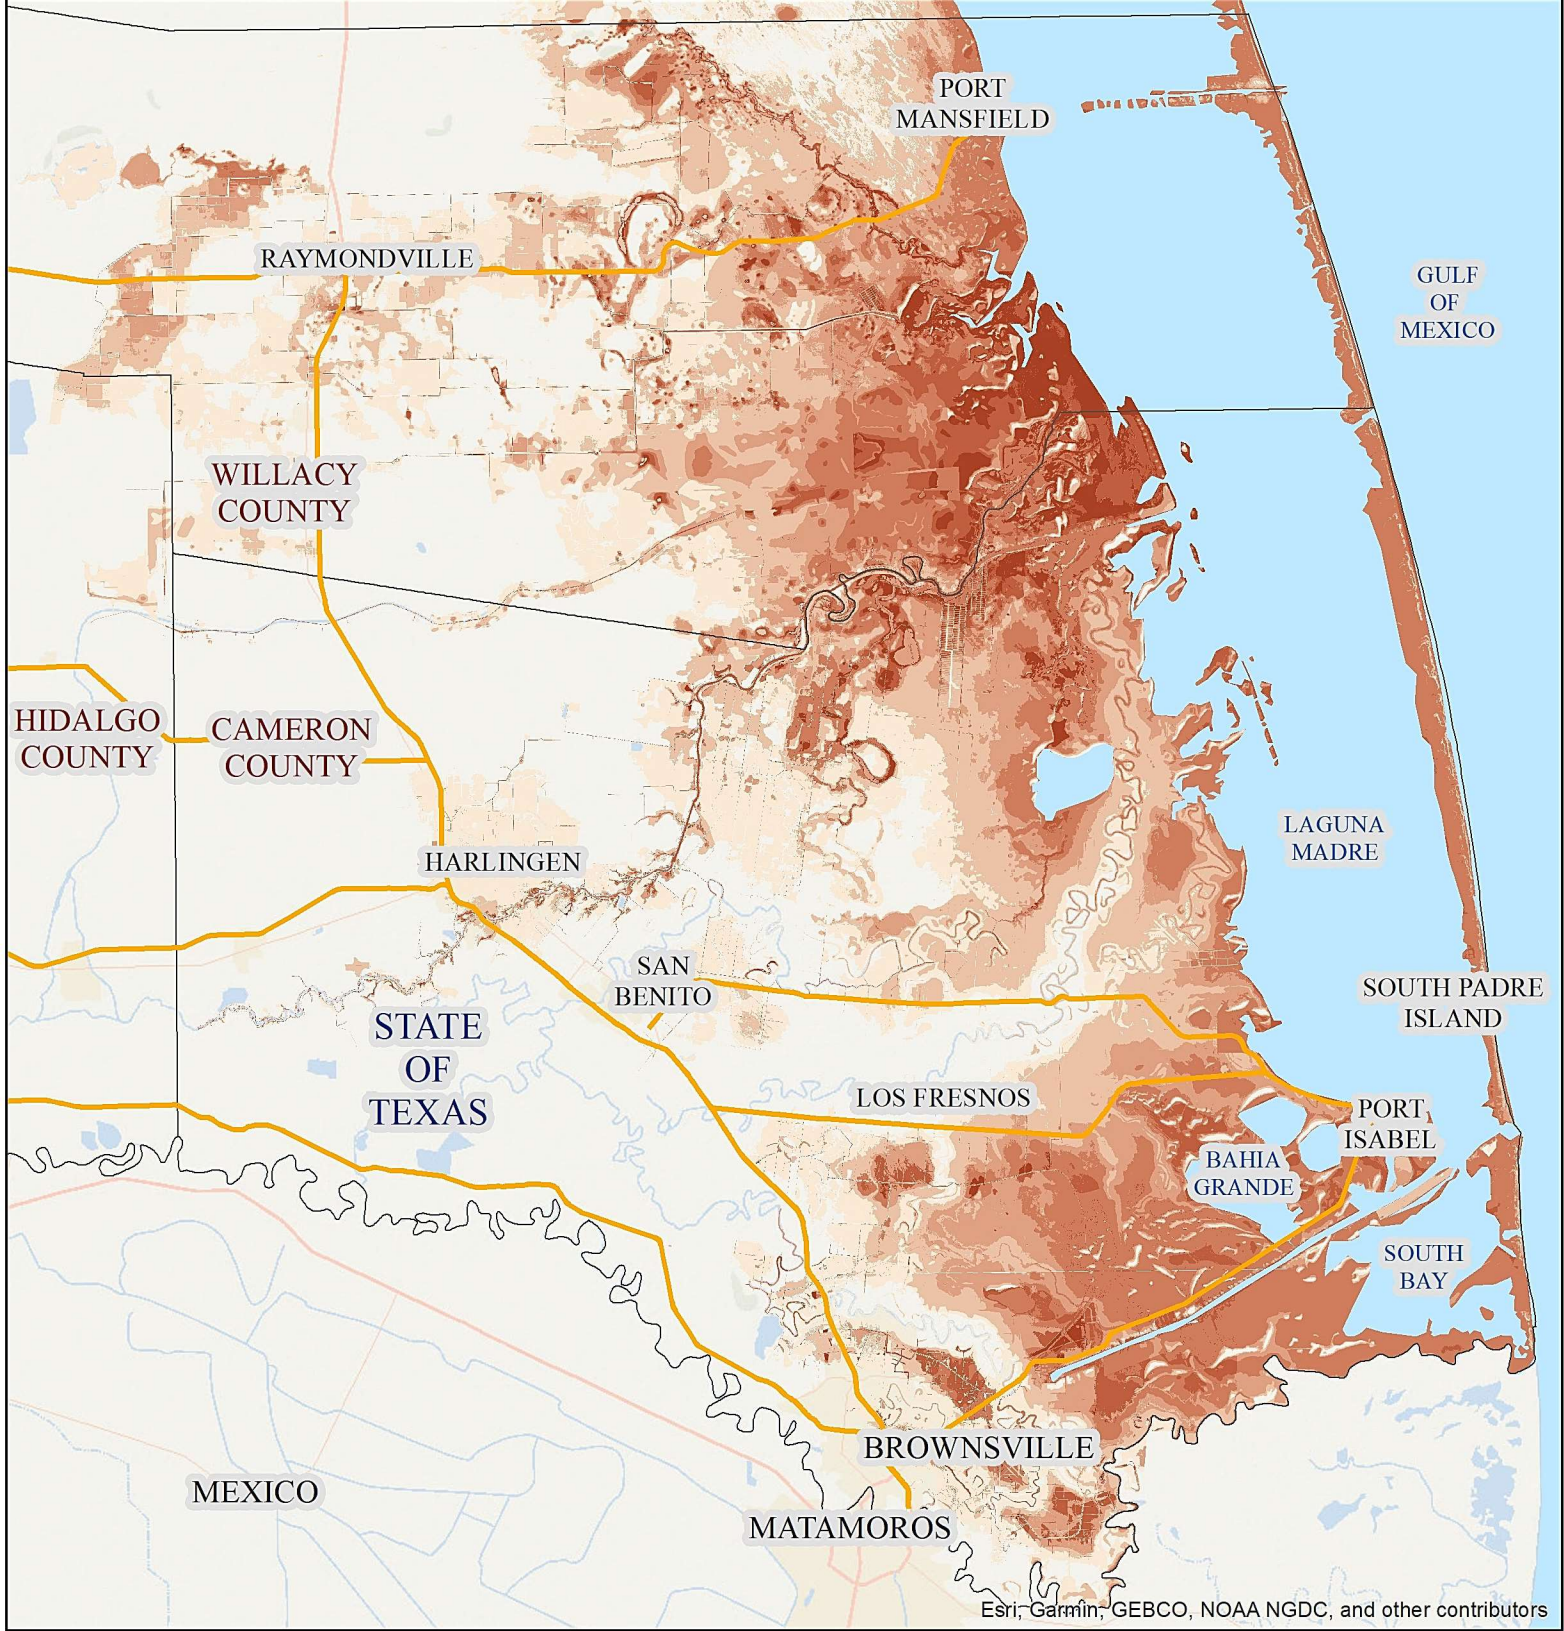 PORT
MANSFIELD
RAYMONDVILLE
GULF
OF
MEXICO
WILLACY
COUNTY
HIDALGO
COUNTY
CAMERON
COUNTY
LAGUNA
MADRE
HARLINGEN
SAN
BENITO
SOUTH PADRE
ISLAND
STATE
OF
TEXAS
LOS FRESNOS
PORT
ISABEL
BAHIA
GRANDE
SOUTH
BAY
BROWNSVILLE
MEXICO
MATAMOROS
Esri, Garmin, GEBCO, NOAA NGDC, and other contributors